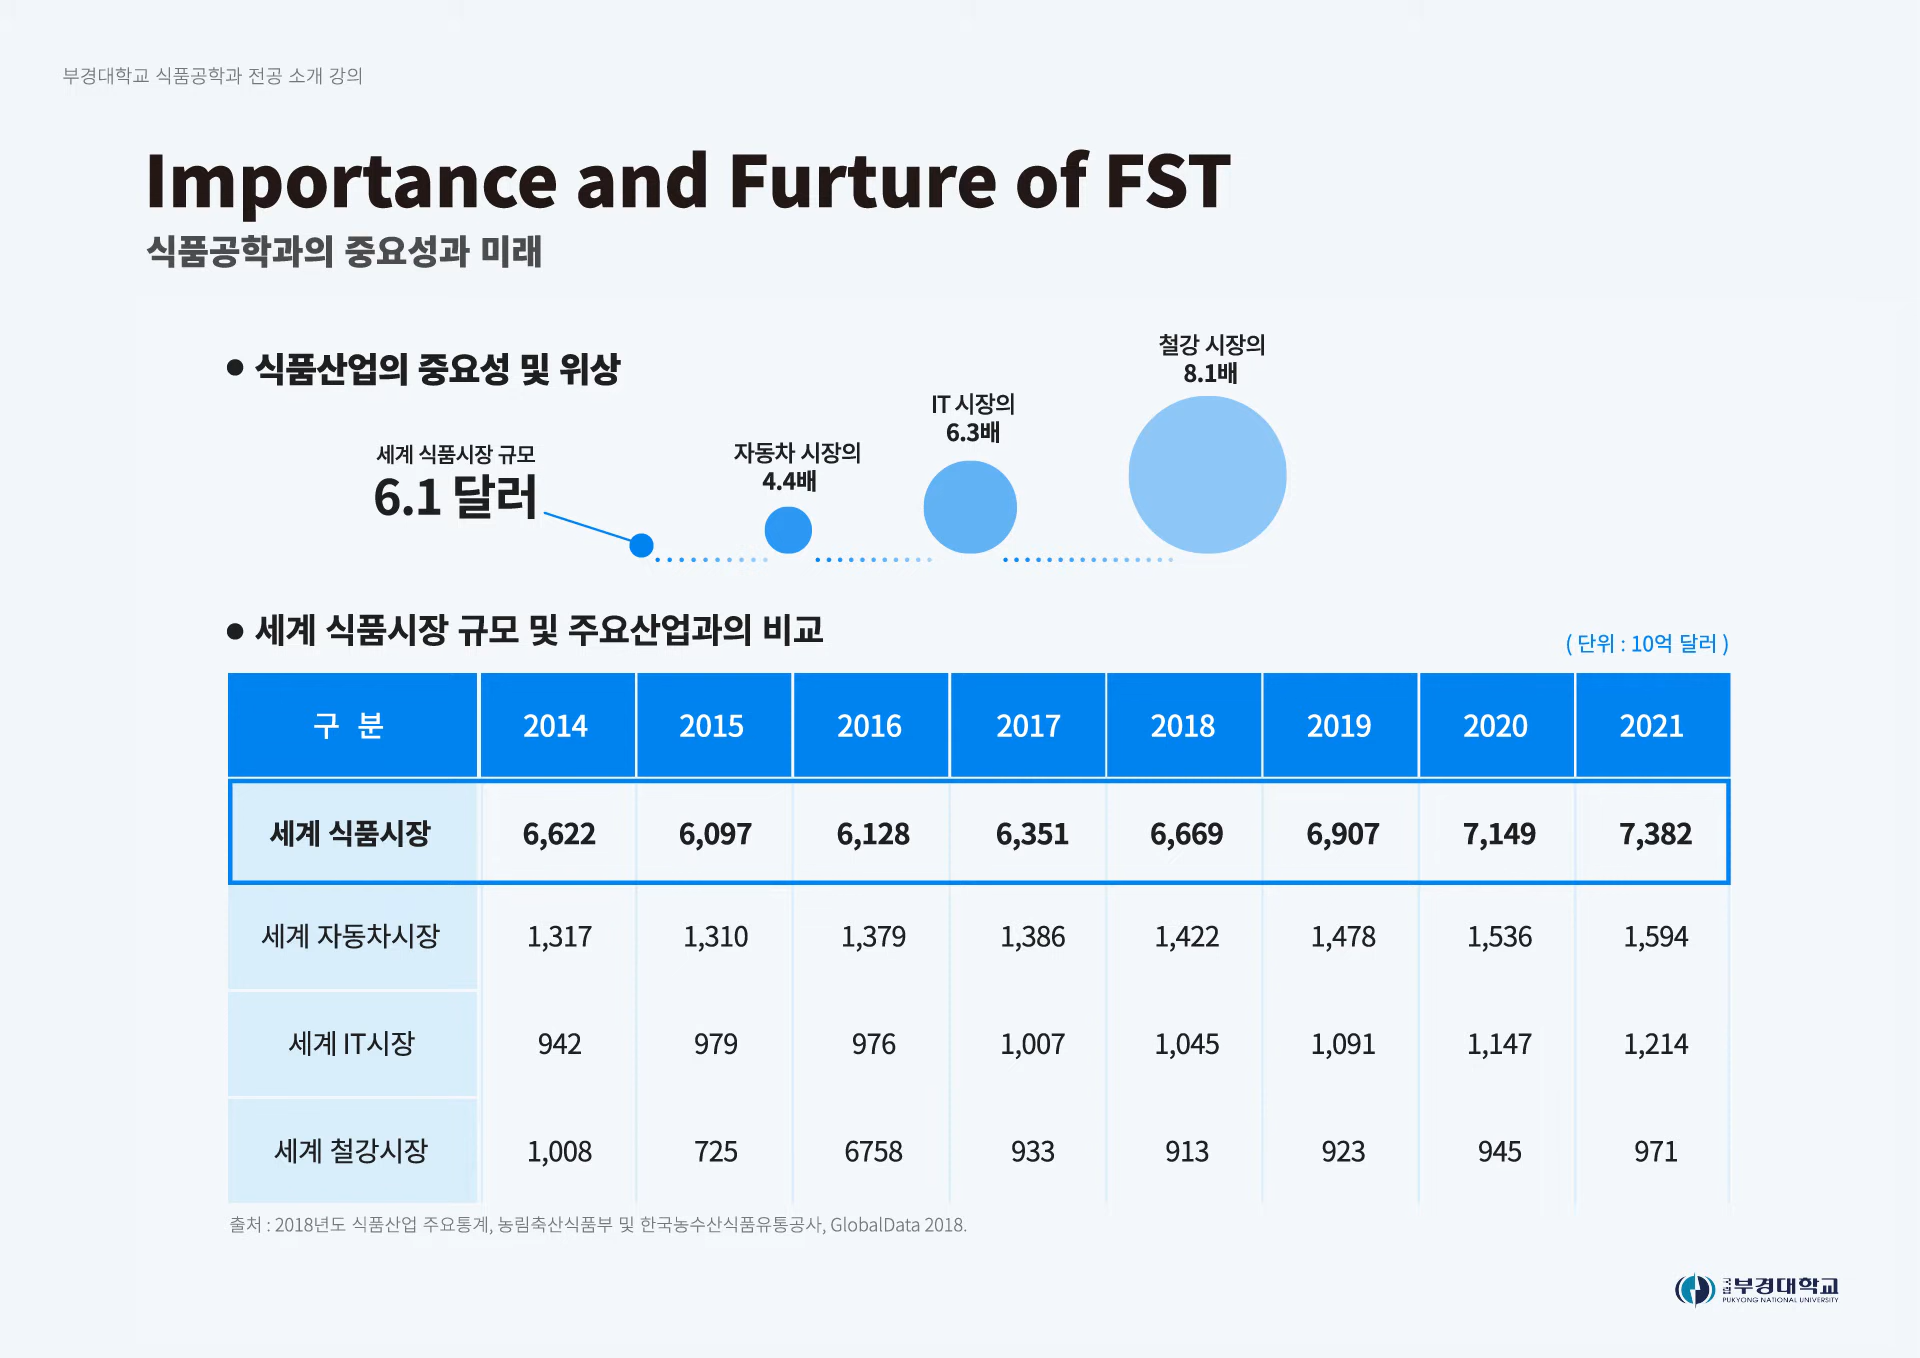 부경대학교 식품공학과 전공 소개 강의
Importance and Furture of FST
식품공학과의 중요성과 미래
● 식품산업의 중요성 및 위상
세계 식품시장 규모
6.1 달러
자동차 시장의
4.4배
IT 시장의
6.3배
철강 시장의
8.1배
● 세계 식품시장 규모 및 주요산업과의 비교
( 단위 : 10억 달러 )
구 분 2014 2015 2016 2017 2018 2019 2020 2021
세계 식품시장 6,622 6,097 6,128 6,351 6,669 6,907 7,149 7,382
세계 자동차시장 1,317 1,310 1,379 1,386 1,422 1,478 1,536 1,594
세계 IT시장 942 979 976 1,007 1,045 1,091 1,147 1,214
세계 철강시장 1,008 725 6758 933 913 923 945 971
출처 : 2018년도 식품산업 주요통계, 농림축산식품부 및 한국농수산식품유통공사, GlobalData 2018.
국립 부경대학교
PUKYONG NATIONAL UNIVERSITY